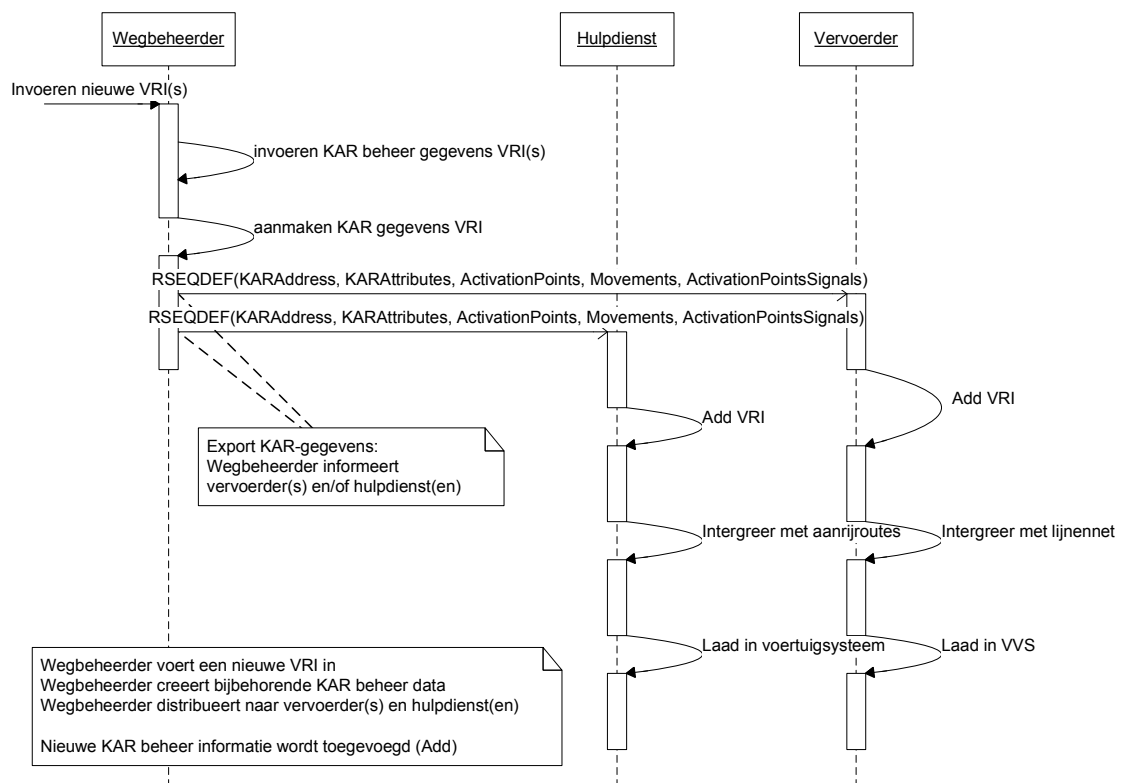 Wegbeheerder
Hulpdienst
Vervoerder
Invoeren nieuwe VRI(s)
invoeren KAR beheer gegevens VRI(s)
aanmaken KAR gegevens VRI
RSEQDEF(KARAddress, KARAttributes, ActivationPoints, Movements, ActivationPointsSignals)
RSEQDEF(KARAddress, KARAttributes, ActivationPoints, Movements, ActivationPointsSignals)
Add VRI
Add VRI
Export KAR-gegevens:
Wegbeheerder informeert
vervoerder(s) en/of hulpdienst(en)
Intergreer met aanrijroutes
Intergreer met lijnennet
Laad in voertuigsysteem
Laad in VVS
Wegbeheerder voert een nieuwe VRI in
Wegbeheerder creeert bijbehorende KAR beheer data
Wegbeheerder distribueert naar vervoerder(s) en hulpdienst(en)
Nieuwe KAR beheer informatie wordt toegevoegd (Add)